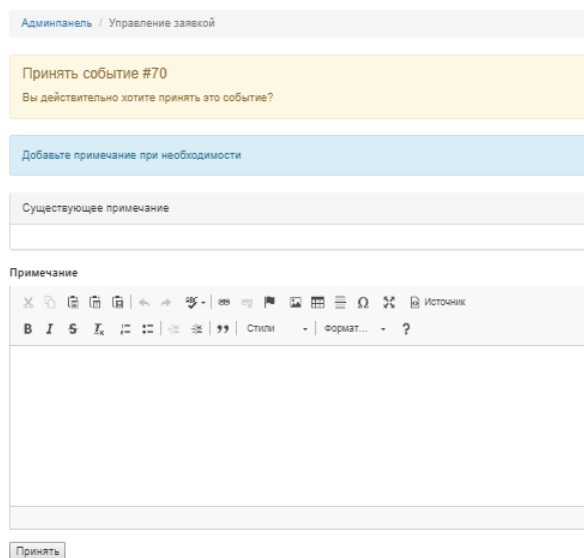 Админпанель / Управление заявкой
Принять событие #70
Вы действительно хотите принять это событие?
Добавьте примечание при необходимости
Существующее примечание
Примечание
Источник
Стили Формат... ?
Принять